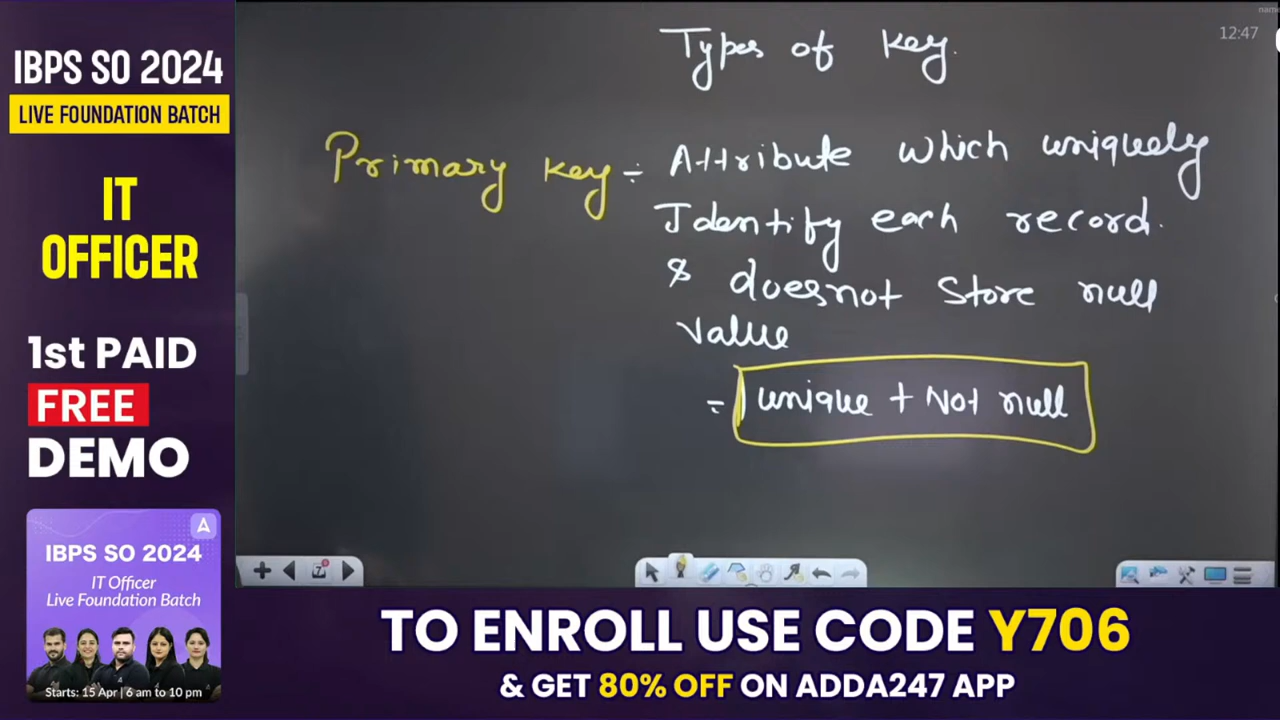 IBPS SO 2024
LIVE FOUNDATION BATCH
IT
OFFICER
1st PAID
FREE
DEMO
IBPS SO 2024
IT Officer
Live Foundation Batch
Starts: 15 Apr | 6 am to 10 pm
name
12:47
Types of key.
Primary key ÷ Attribute which uniquely
Identify each record.
& doesnot store null
value
= unique + Not null
7
TO ENROLL USE CODE Y706
& GET 80% OFF ON ADDA247 APP